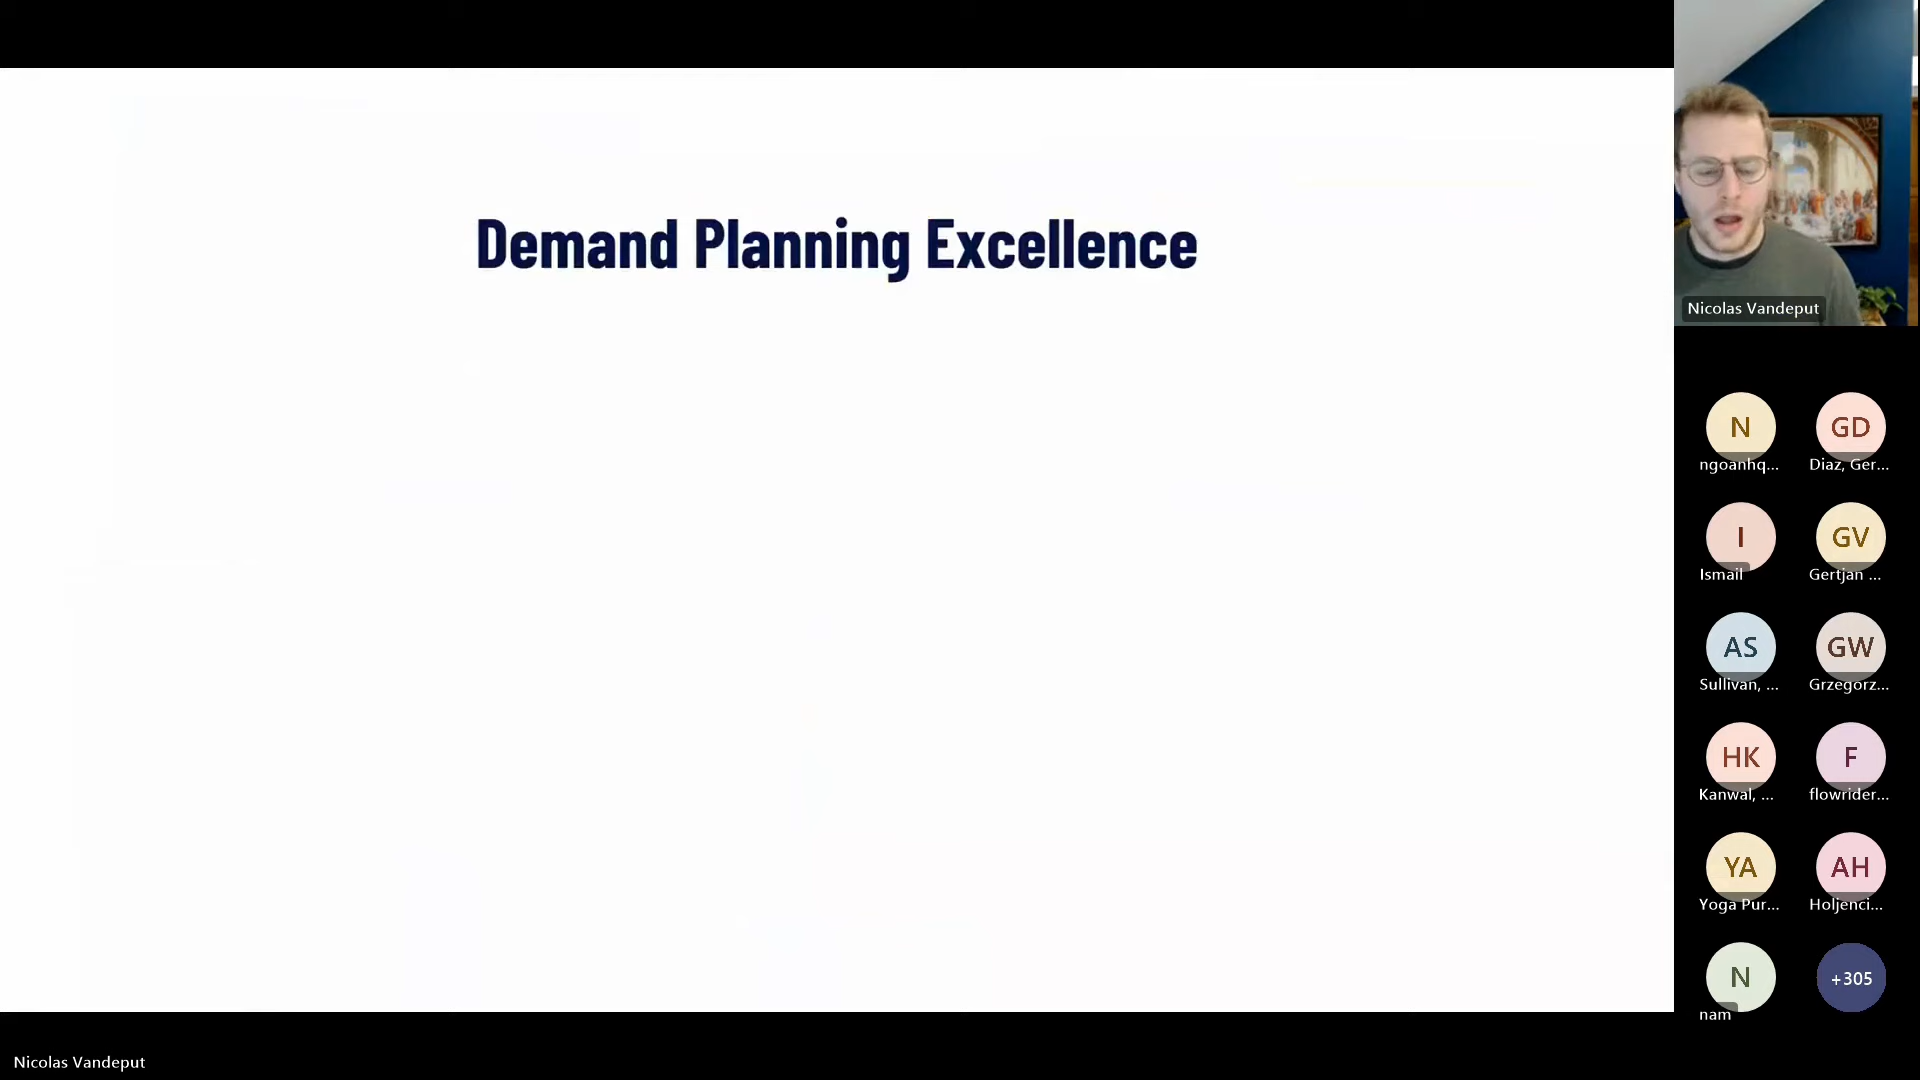 Demand Planning Excellence
Nicolas Vandeput
N
GD
ngoanhq...
Diaz, Ger...
I
GV
Ismail
Gertjan ...
AS
GW
Sullivan, ...
Grzegorz...
HK
F
Kanwal, ...
flowrider...
YA
AH
Yoga Pur...
Holjenci...
N
+305
nam
Nicolas Vandeput